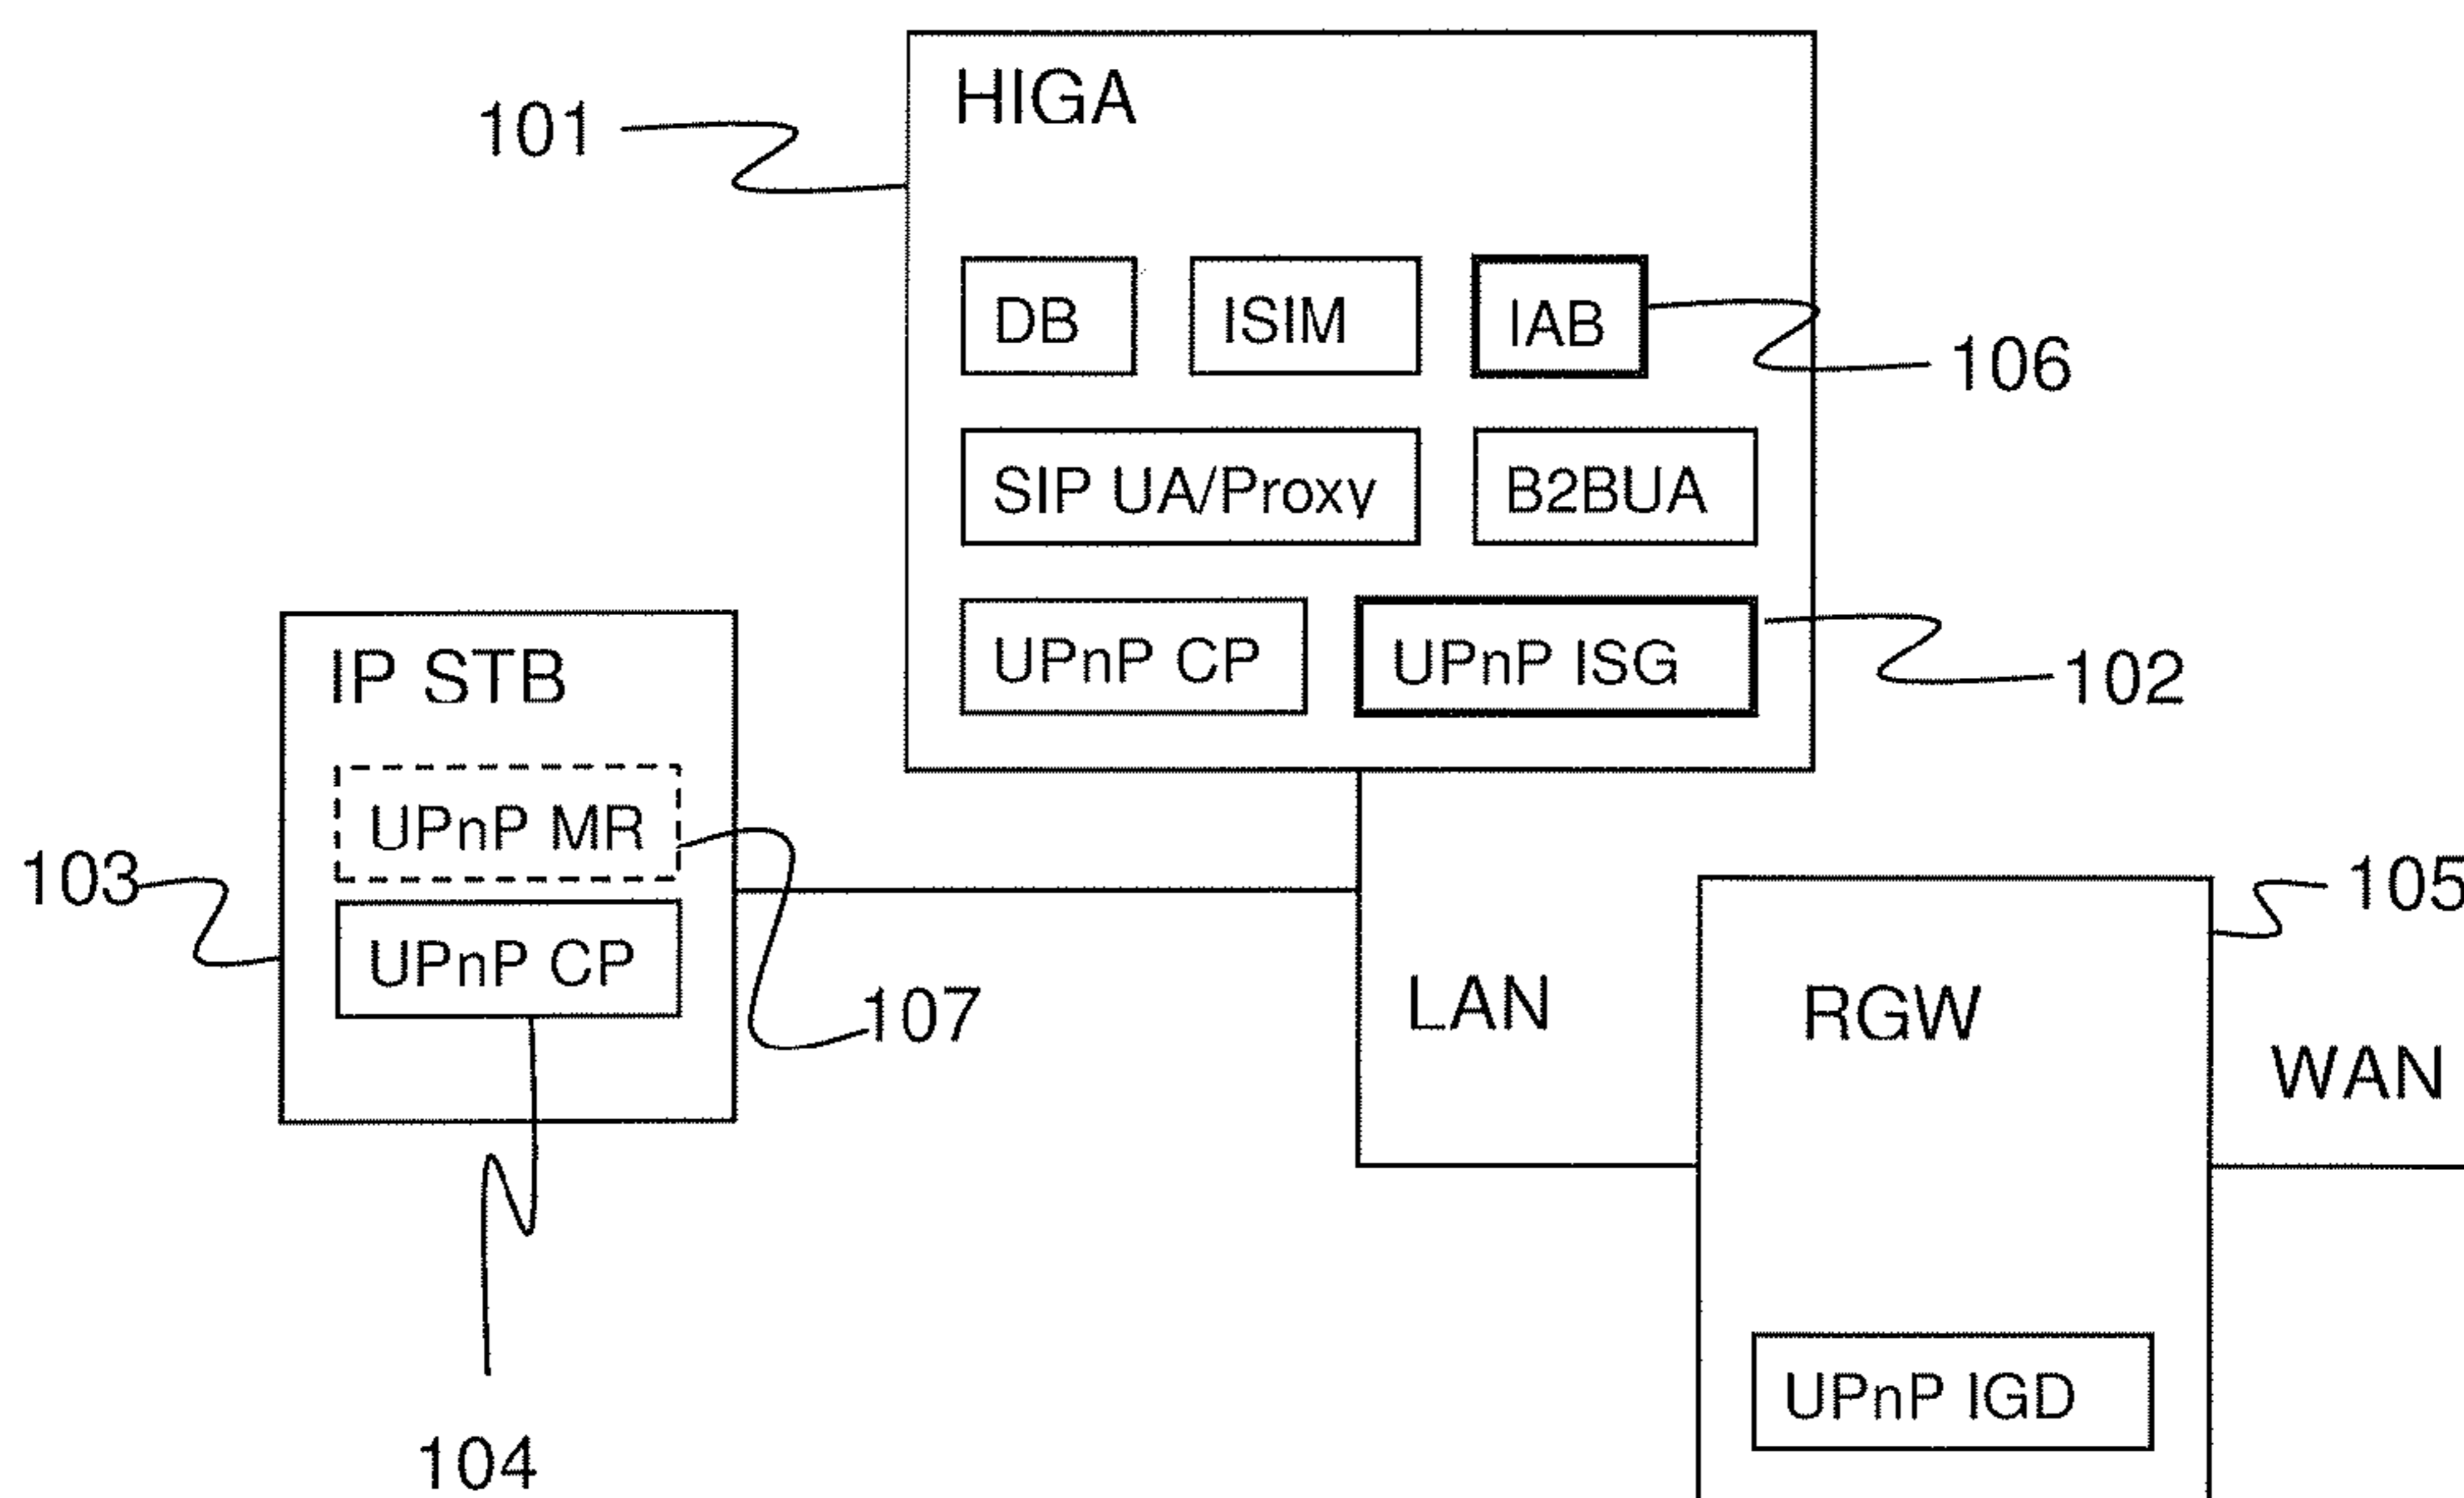 HIGA
101
DB ISIM IAB
106
SIP UA/Proxy B2BUA
UPnP CP UPnP ISG
102
IP STB
UPnP MR
103
UPnP CP
107
104
LAN
RGW
105
WAN
UPnP IGD